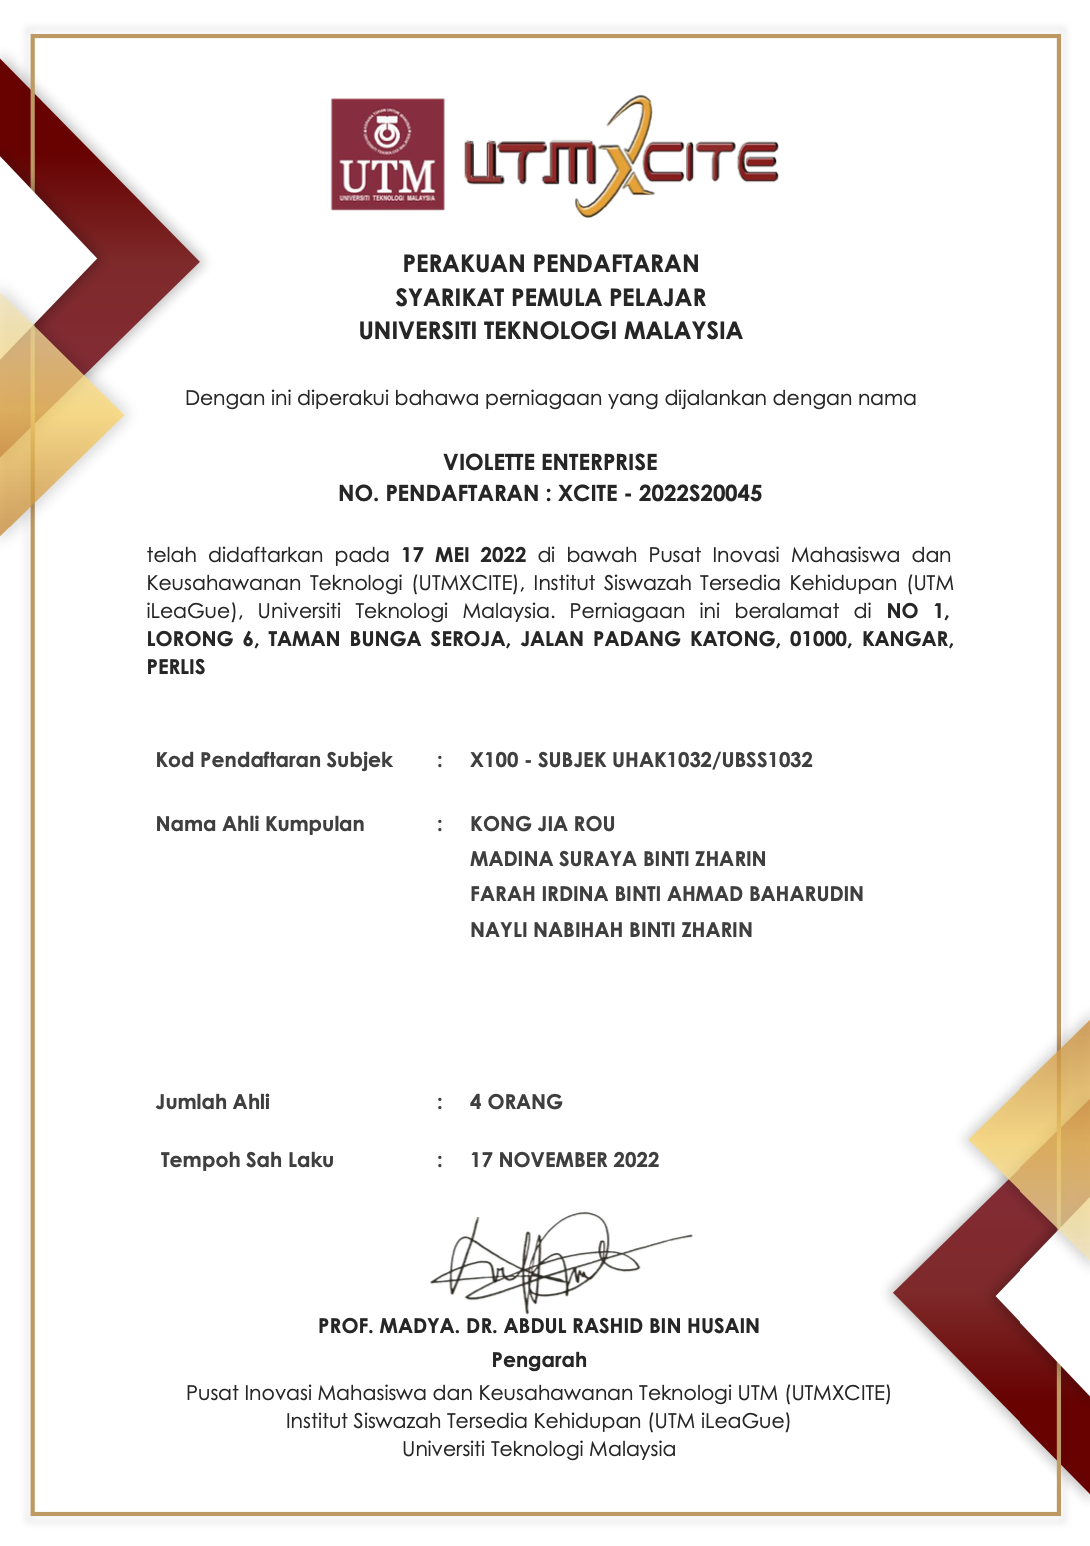 UTM
UNIVERSITI TEKNOLOGI MALAYSIA
UTMXCITE
PERAKUAN PENDAFTARAN
SYARIKAT PEMULA PELAJAR
UNIVERSITI TEKNOLOGI MALAYSIA
Dengan ini diperakui bahawa perniagaan yang dijalankan dengan nama
VIOLETTE ENTERPRISE
NO. PENDAFTARAN : XCITE - 2022S20045
telah didaftarkan pada 17 MEI 2022 di bawah Pusat Inovasi Mahasiswa dan
Keusahawanan Teknologi (UTMXCITE), Institut Siswazah Tersedia Kehidupan (UTM
iLeaGue), Universiti Teknologi Malaysia. Perniagaan ini beralamat di NO 1,
LORONG 6, TAMAN BUNGA SEROJA, JALAN PADANG KATONG, 01000, KANGAR,
PERLIS
Kod Pendaftaran Subjek : X100 - SUBJEK UHAK1032/UBSS1032
Nama Ahli Kumpulan : KONG JIA ROU
MADINA SURAYA BINTI ZHARIN
FARAH IRDINA BINTI AHMAD BAHARUDIN
NAYLI NABIHAH BINTI ZHARIN
Jumlah Ahli : 4 ORANG
Tempoh Sah Laku : 17 NOVEMBER 2022
PROF. MADYA. DR. ABDUL RASHID BIN HUSAIN
Pengarah
Pusat Inovasi Mahasiswa dan Keusahawanan Teknologi UTM (UTMXCITE)
Institut Siswazah Tersedia Kehidupan (UTM iLeaGue)
Universiti Teknologi Malaysia